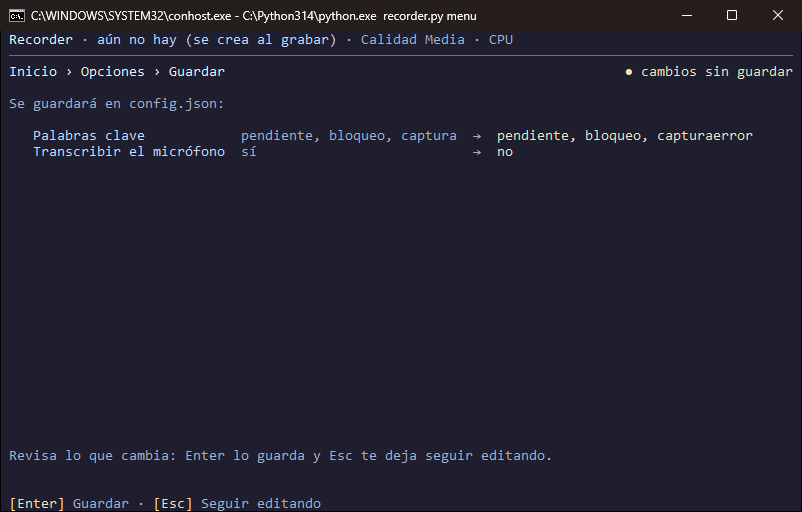 C:\WINDOWS\SYSTEM32\conhost.exe - C:\Python314\python.exe recorder.py menu
Recorder · aún no hay (se crea al grabar) · Calidad Media · CPU
Inicio › Opciones › Guardar ● cambios sin guardar
Se guardará en config.json:
Palabras clave pendiente, bloqueo, captura → pendiente, bloqueo, capturaerror
Transcribir el micrófono sí → no
Revisa lo que cambia: Enter lo guarda y Esc te deja seguir editando.
[Enter] Guardar · [Esc] Seguir editando